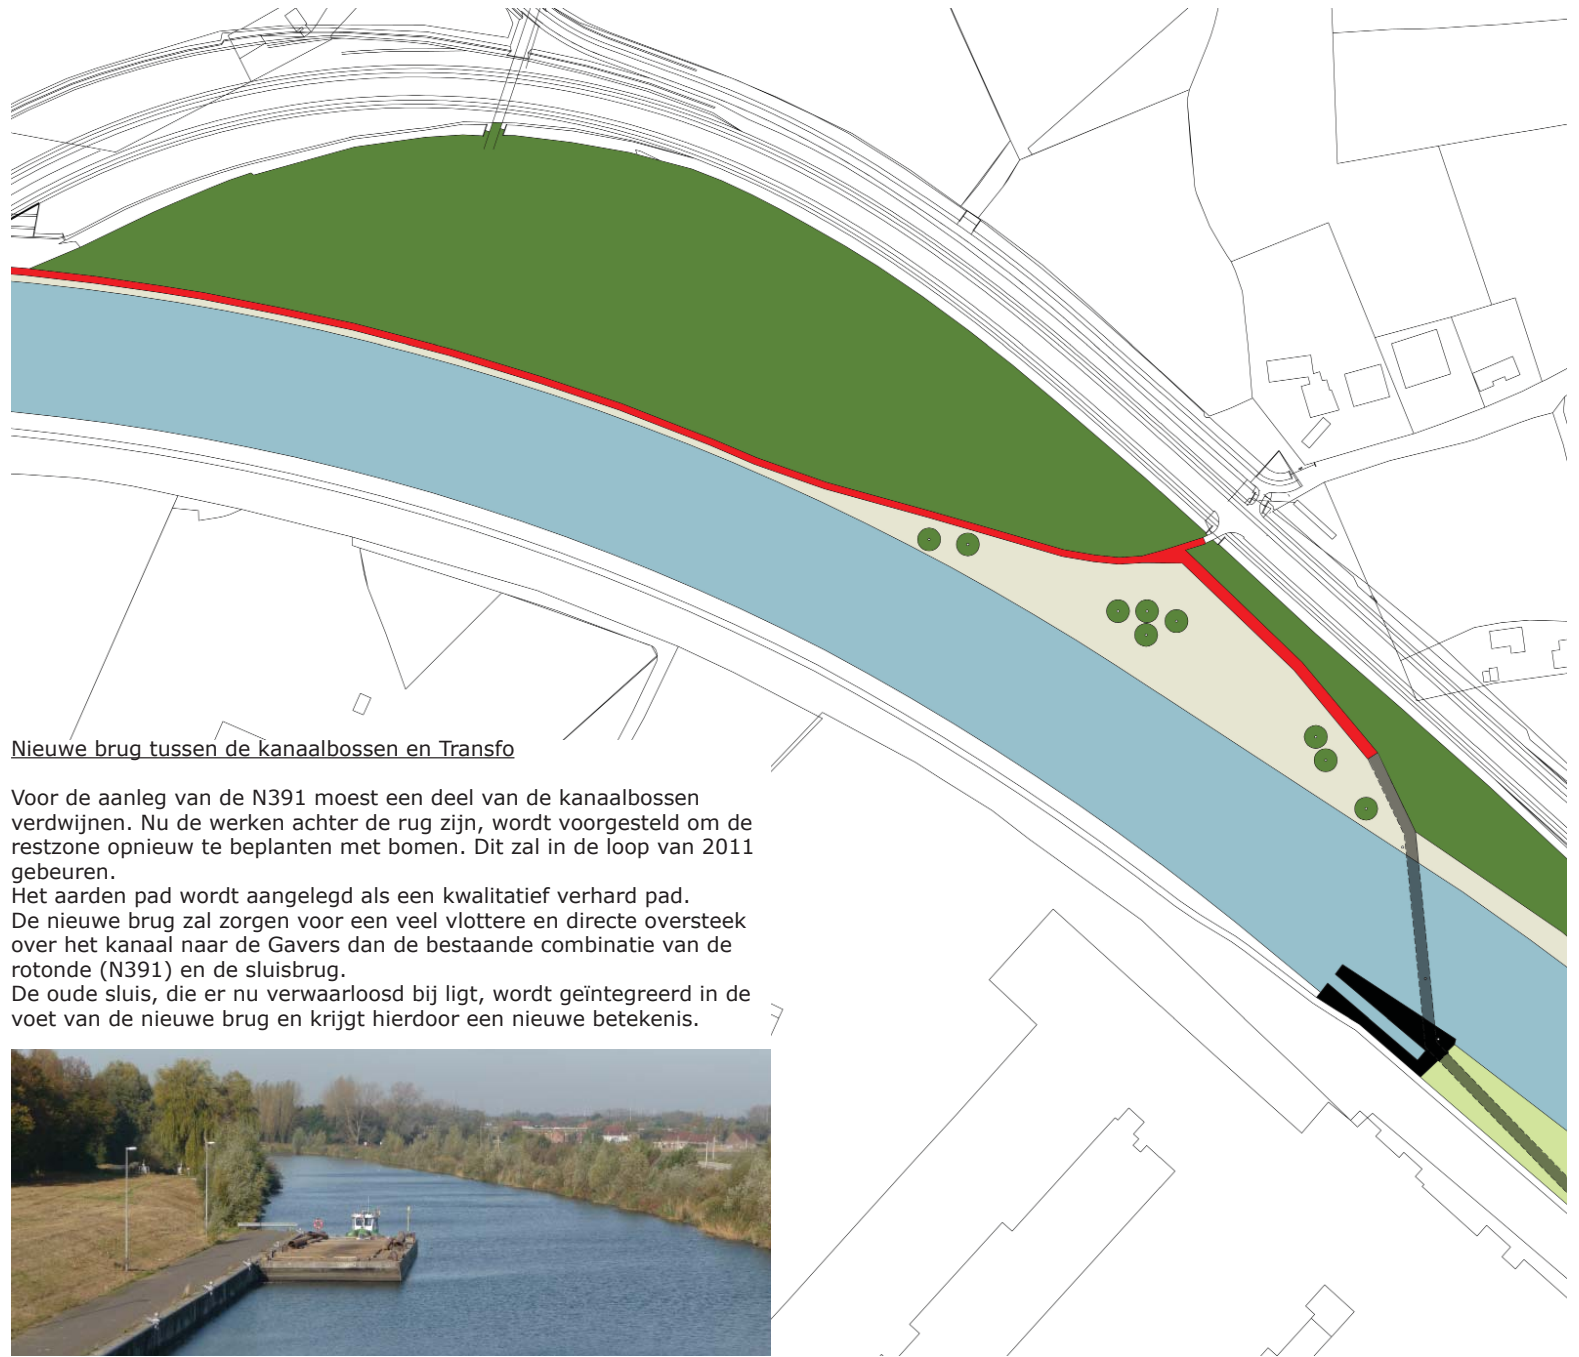 Nieuwe brug tussen de kanaalbossen en Transfo
Voor de aanleg van de N391 moest een deel van de kanaalbossen
verdwijnen. Nu de werken achter de rug zijn, wordt voorgesteld om de
restzone opnieuw te beplanten met bomen. Dit zal in de loop van 2011
gebeuren.
Het aarden pad wordt aangelegd als een kwalitatief verhard pad.
De nieuwe brug zal zorgen voor een veel vlottere en directe oversteek
over het kanaal naar de Gavers dan de bestaande combinatie van de
rotonde (N391) en de sluisbrug.
De oude sluis, die er nu verwaarloosd bij ligt, wordt geïntegreerd in de
voet van de nieuwe brug en krijgt hierdoor een nieuwe betekenis.